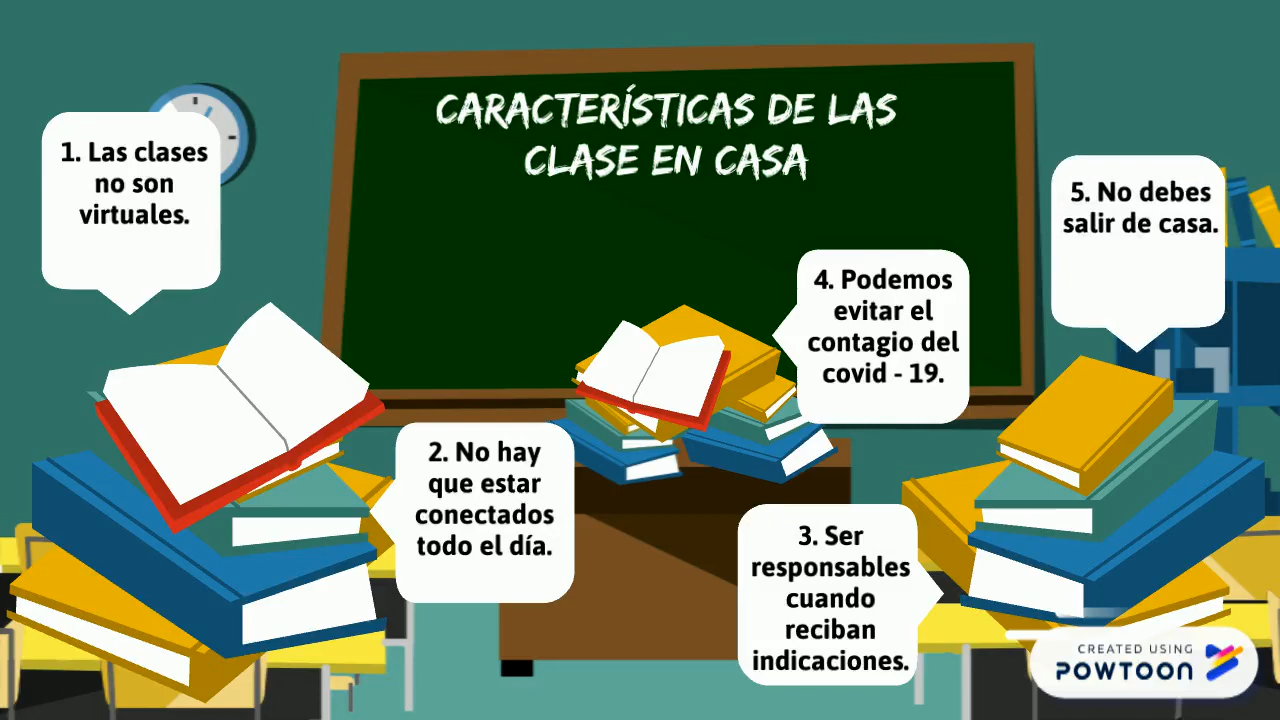 CARACTERÍSTICAS DE LAS
CLASE EN CASA
1. Las clases
no son
virtuales.
2. No hay
que estar
conectados
todo el día.
3. Ser
responsables
cuando
reciban
indicaciones.
4. Podemos
evitar el
contagio del
covid - 19.
5. No debes
salir de casa.
CREATED USING
POWTOON